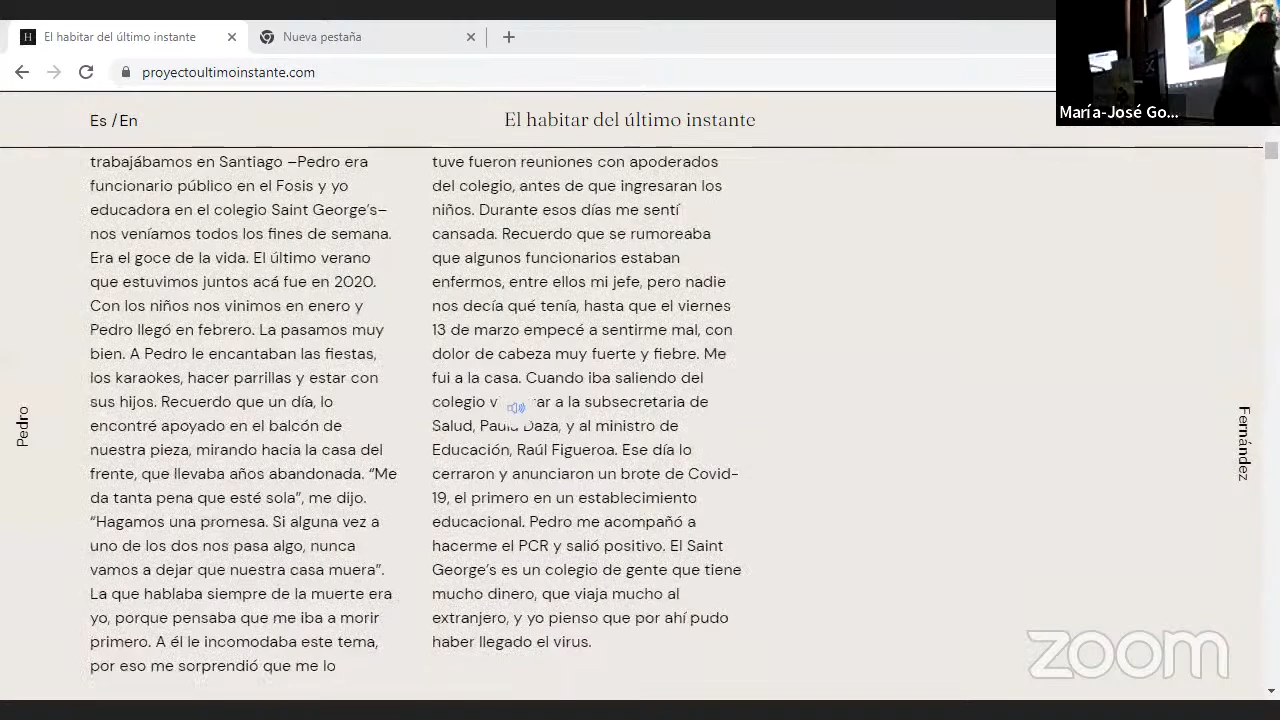 El habitar del último instante
Nueva pestaña
proyectoultimoinstante.com
María-José Go...
Es / En
El habitar del último instante
Pedro
trabajábamos en Santiago –Pedro era
funcionario público en el Fosis y yo
educadora en el colegio Saint George's–
nos veníamos todos los fines de semana.
Era el goce de la vida. El último verano
que estuvimos juntos acá fue en 2020.
Con los niños nos vinimos en enero y
Pedro llegó en febrero. La pasamos muy
bien. A Pedro le encantaban las fiestas,
los karaokes, hacer parrillas y estar con
sus hijos. Recuerdo que un día, lo
encontré apoyado en el balcón de
nuestra pieza, mirando hacia la casa del
frente, que llevaba años abandonada. “Me
da tanta pena que esté sola”, me dijo.
“Hagamos una promesa. Si alguna vez a
uno de los dos nos pasa algo, nunca
vamos a dejar que nuestra casa muera”.
La que hablaba siempre de la muerte era
yo, porque pensaba que me iba a morir
primero. A él le incomodaba este tema,
por eso me sorprendió que me lo
tuve fueron reuniones con apoderados
del colegio, antes de que ingresaran los
niños. Durante esos días me sentí
cansada. Recuerdo que se rumoreaba
que algunos funcionarios estaban
enfermos, entre ellos mi jefe, pero nadie
nos decía qué tenía, hasta que el viernes
13 de marzo empecé a sentirme mal, con
dolor de cabeza muy fuerte y fiebre. Me
fui a la casa. Cuando iba saliendo del
colegio a la subsecretaria de
Salud, Paula Daza, y al ministro de
Educación, Raúl Figueroa. Ese día lo
cerraron y anunciaron un brote de Covid-
19, el primero en un establecimiento
educacional. Pedro me acompañó a
hacerme el PCR y salió positivo. El Saint
George's es un colegio de gente que tiene
mucho dinero, que viaja mucho al
extranjero, y yo pienso que por ahí pudo
haber llegado el virus.
Fernández
zoom